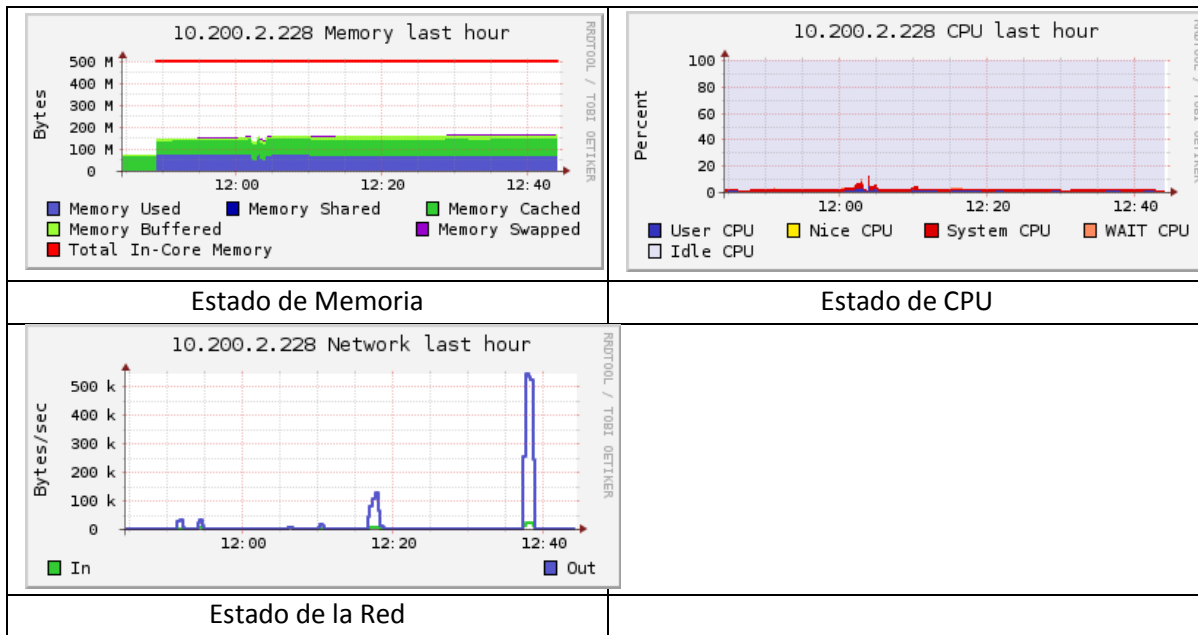 10.200.2.228 Memory last hour
RRDTOOL / TOBI OETIKER
Bytes
500 M
400 M
300 M
200 M
100 M
0
12:00 12:20 12:40
Memory Used Memory Shared Memory Cached
Memory Buffered Memory Swapped
Total In-Core Memory
10.200.2.228 CPU last hour
RRDTOOL / TOBI OETIKER
Percent
100
80
60
40
20
0
12:00 12:20 12:40
User CPU Nice CPU System CPU WAIT CPU
Idle CPU
Estado de Memoria
Estado de CPU
10.200.2.228 Network last hour
RRDTOOL / TOBI OETIKER
Bytes/sec
500 k
400 k
300 k
200 k
100 k
0
12:00 12:20 12:40
In Out
Estado de la Red